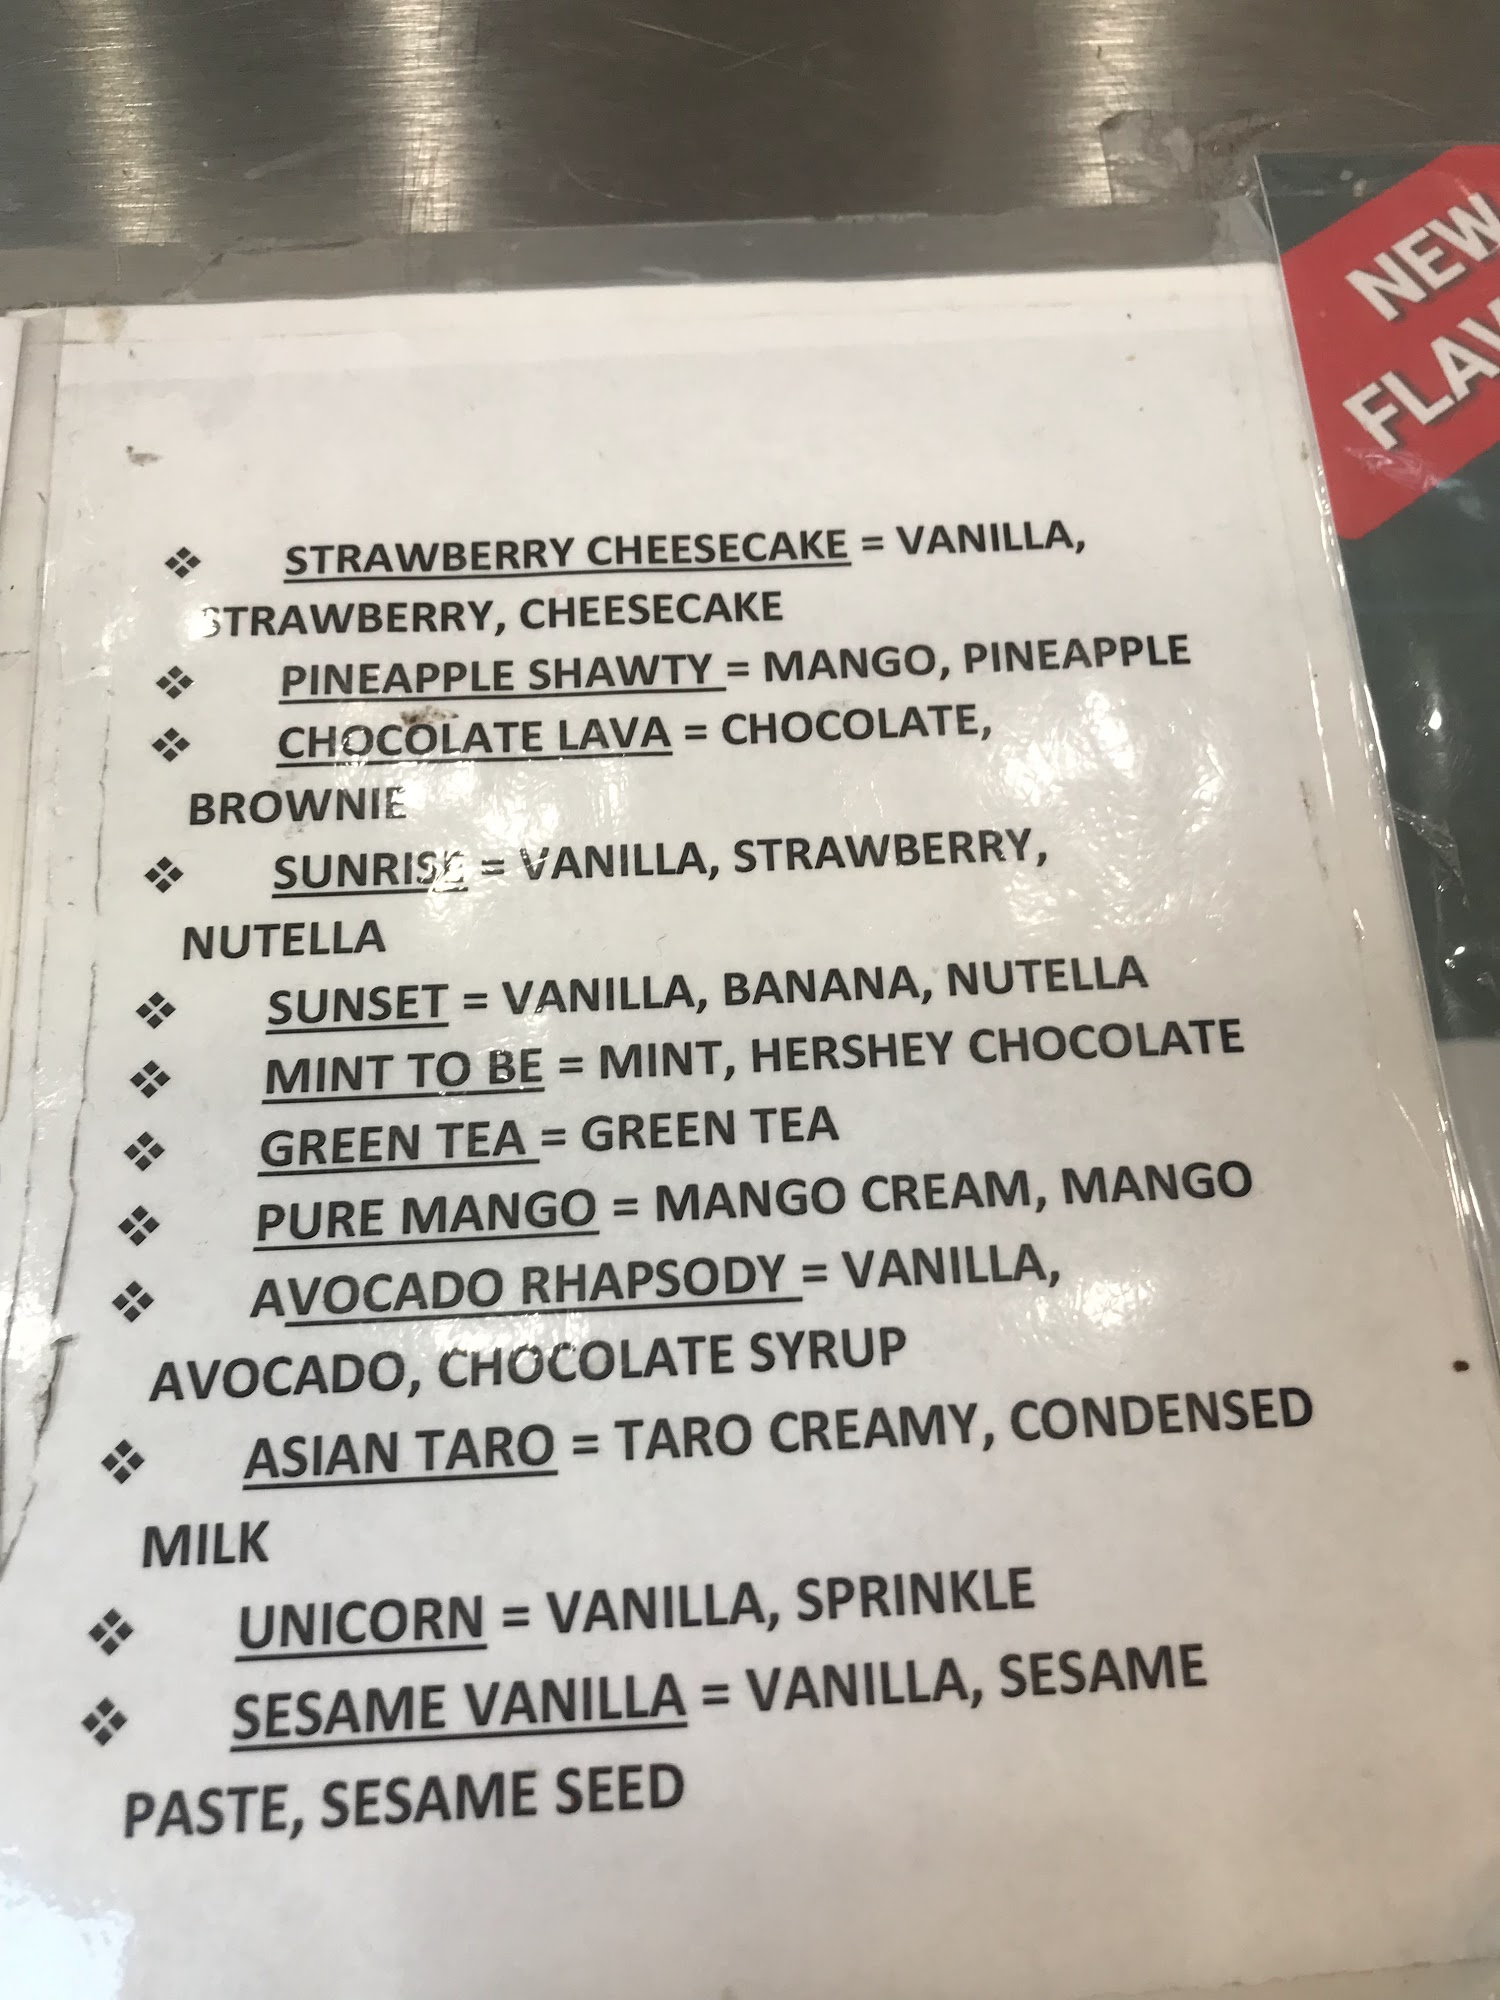 NEW
FLAV
❖ STRAWBERRY CHEESECAKE = VANILLA,
STRAWBERRY, CHEESECAKE
❖ PINEAPPLE SHAWTY = MANGO, PINEAPPLE
❖ CHOCOLATE LAVA = CHOCOLATE,
BROWNIE
❖ SUNRISE = VANILLA, STRAWBERRY,
NUTELLA
❖ SUNSET = VANILLA, BANANA, NUTELLA
❖ MINT TO BE = MINT, HERSHEY CHOCOLATE
❖ GREEN TEA = GREEN TEA
❖ PURE MANGO = MANGO CREAM, MANGO
❖ AVOCADO RHAPSODY = VANILLA,
AVOCADO, CHOCOLATE SYRUP
❖ ASIAN TARO = TARO CREAMY, CONDENSED
MILK
❖ UNICORN = VANILLA, SPRINKLE
❖ SESAME VANILLA = VANILLA, SESAME
PASTE, SESAME SEED